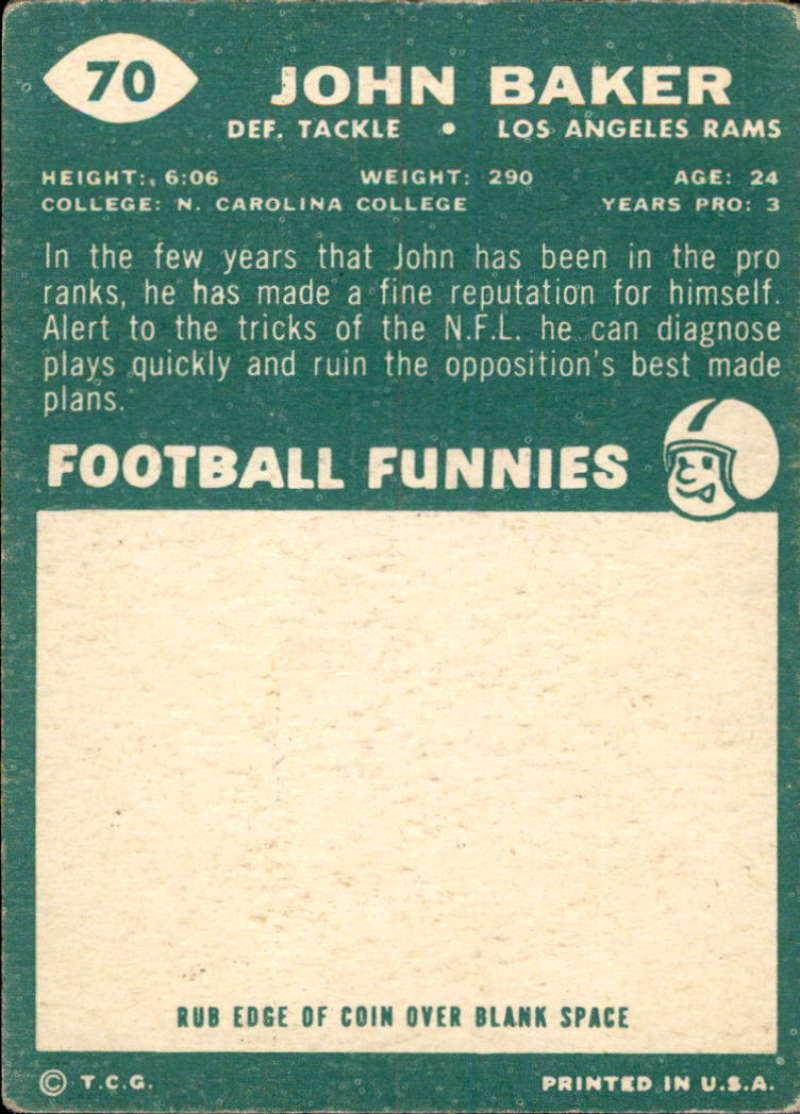 70
JOHN BAKER
DEF. TACKLE • LOS ANGELES RAMS
HEIGHT: 6:06 WEIGHT: 290 AGE: 24
COLLEGE: N. CAROLINA COLLEGE YEARS PRO: 3
In the few years that John has been in the pro
ranks, he has made a fine reputation for himself.
Alert to the tricks of the N.F.L. he can diagnose
plays quickly and ruin the opposition's best made
plans.
FOOTBALL FUNNIES
RUB EDGE OF COIN OVER BLANK SPACE
© T.C.G. PRINTED IN U.S.A.